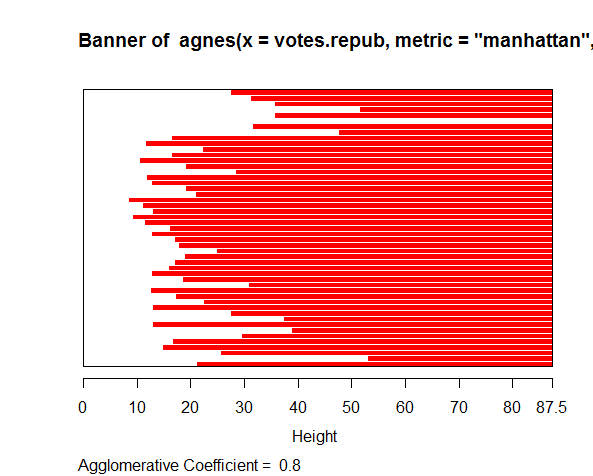 Banner of  agnes(x = votes.repub, metric = "manhattan",
0 10 20 30 40 50 60 70 80 87.5
Height
Agglomerative Coefficient =  0.8